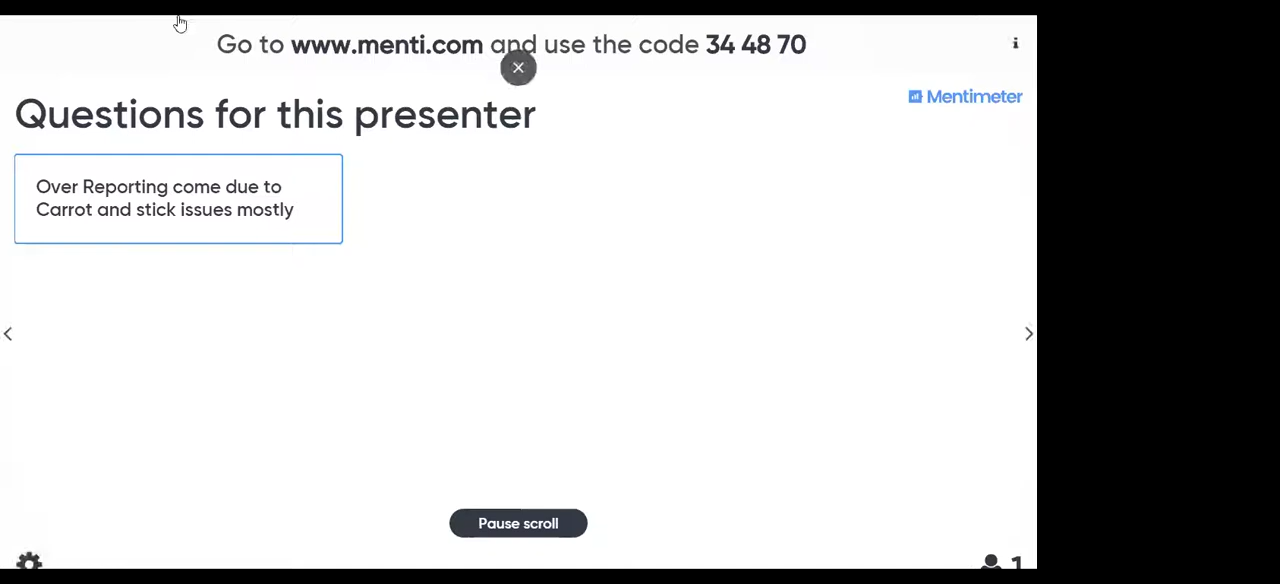 Go to www.menti.com and use the code 34 48 70
Mentimeter
Questions for this presenter
Over Reporting come due to
Carrot and stick issues mostly
Pause scroll
1